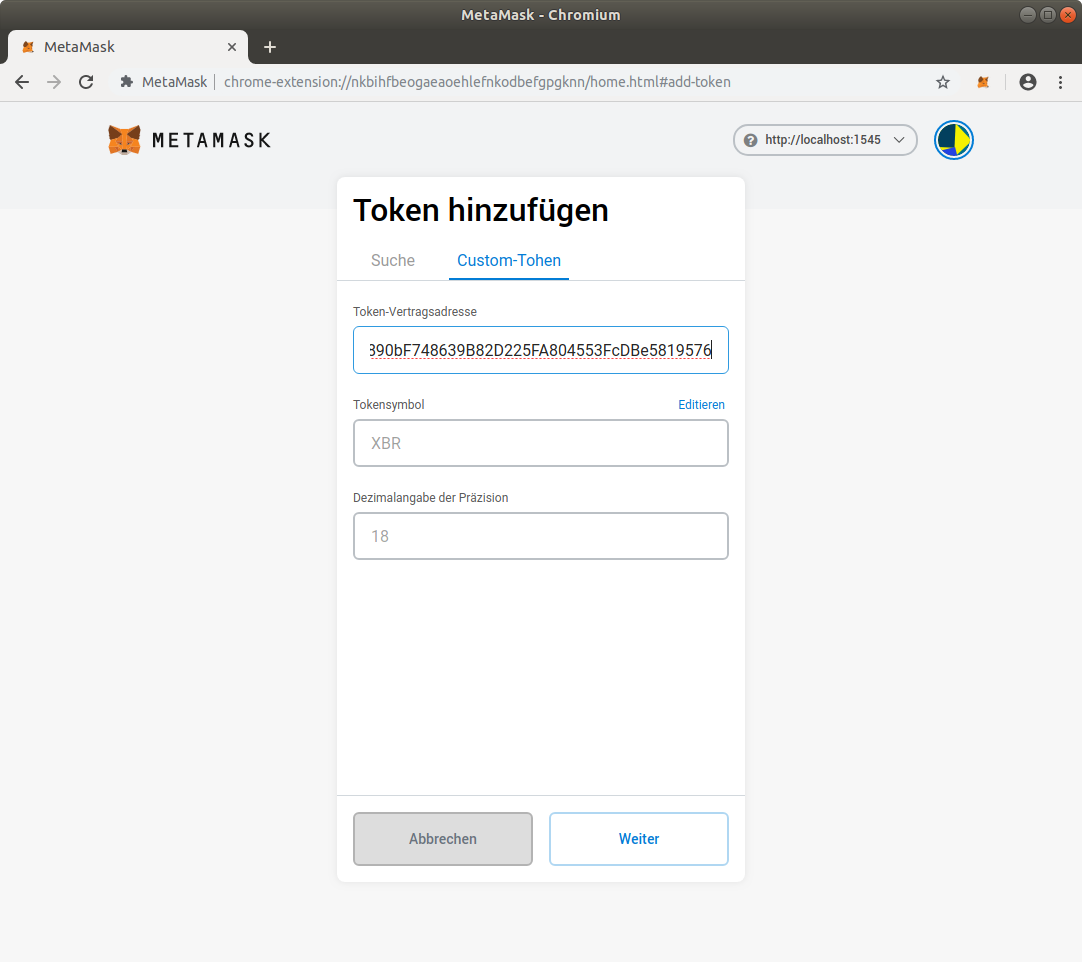 MetaMask - Chromium
MetaMask
MetaMask | chrome-extension://nkbihfbeogaeaoehlefnkodbefgpgknn/home.html#add-token
METAMASK
http://localhost:1545
Token hinzufügen
Suche Custom-Tohen
Token-Vertragsadresse
890bF748639B82D225FA804553FcDBe5819576
Tokensymbol Editieren
XBR
Dezimalangabe der Präzision
18
Abbrechen Weiter